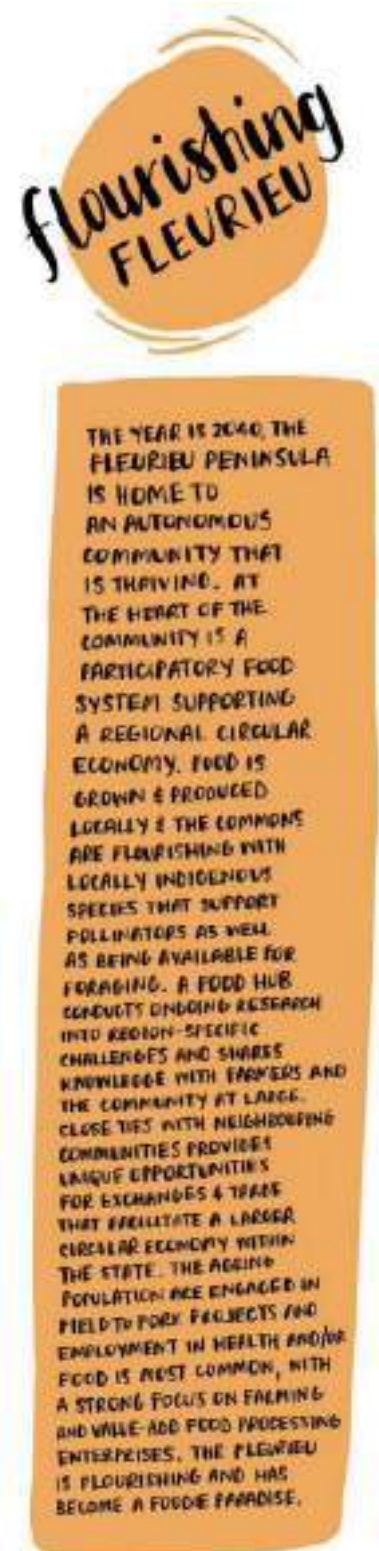 flourishing
FLEURIEU
THE YEAR IS 2040, THE
FLEURIEU PENINSULA
IS HOME TO
AN AUTONOMOUS
COMMUNITY THAT
IS THRIVING. AT
THE HEART OF THE
COMMUNITY IS A
PARTICIPATORY FOOD
SYSTEM SUPPORTING
A REGIONAL CIRCULAR
ECONOMY. FOOD IS
GROWN & PRODUCED
LOCALLY & THE COMMONS
ARE FLOURISHING WITH
LOCALLY INDIGENOUS
SPECIES THAT SUPPORT
POLLINATORS AS WELL
AS BEING AVAILABLE FOR
FORAGING. A FOOD HUB
CONDUCTS ONGOING RESEARCH
INTO REGION-SPECIFIC
CHALLENGES AND SHARES
KNOWLEDGE WITH FARMERS AND
THE COMMUNITY AT LARGE.
CLOSE TIES WITH NEIGHBOURING
COMMUNITIES PROVIDES
UNIQUE OPPORTUNITIES
FOR EXCHANGES & TRADE
THAT FACILITATE A LARGER
CIRCULAR ECONOMY WITHIN
THE STATE. THE AGEING
POPULATION ARE ENGAGED IN
FIELD TO FORK PROJECTS AND
EMPLOYMENT IN HEALTH AND/OR
FOOD IS MOST COMMON, WITH
A STRONG FOCUS ON FARMING
AND VALUE-ADD FOOD PROCESSING
ENTERPRISES. THE FLEURIEU
IS FLOURISHING AND HAS
BECOME A FOODIE PARADISE.